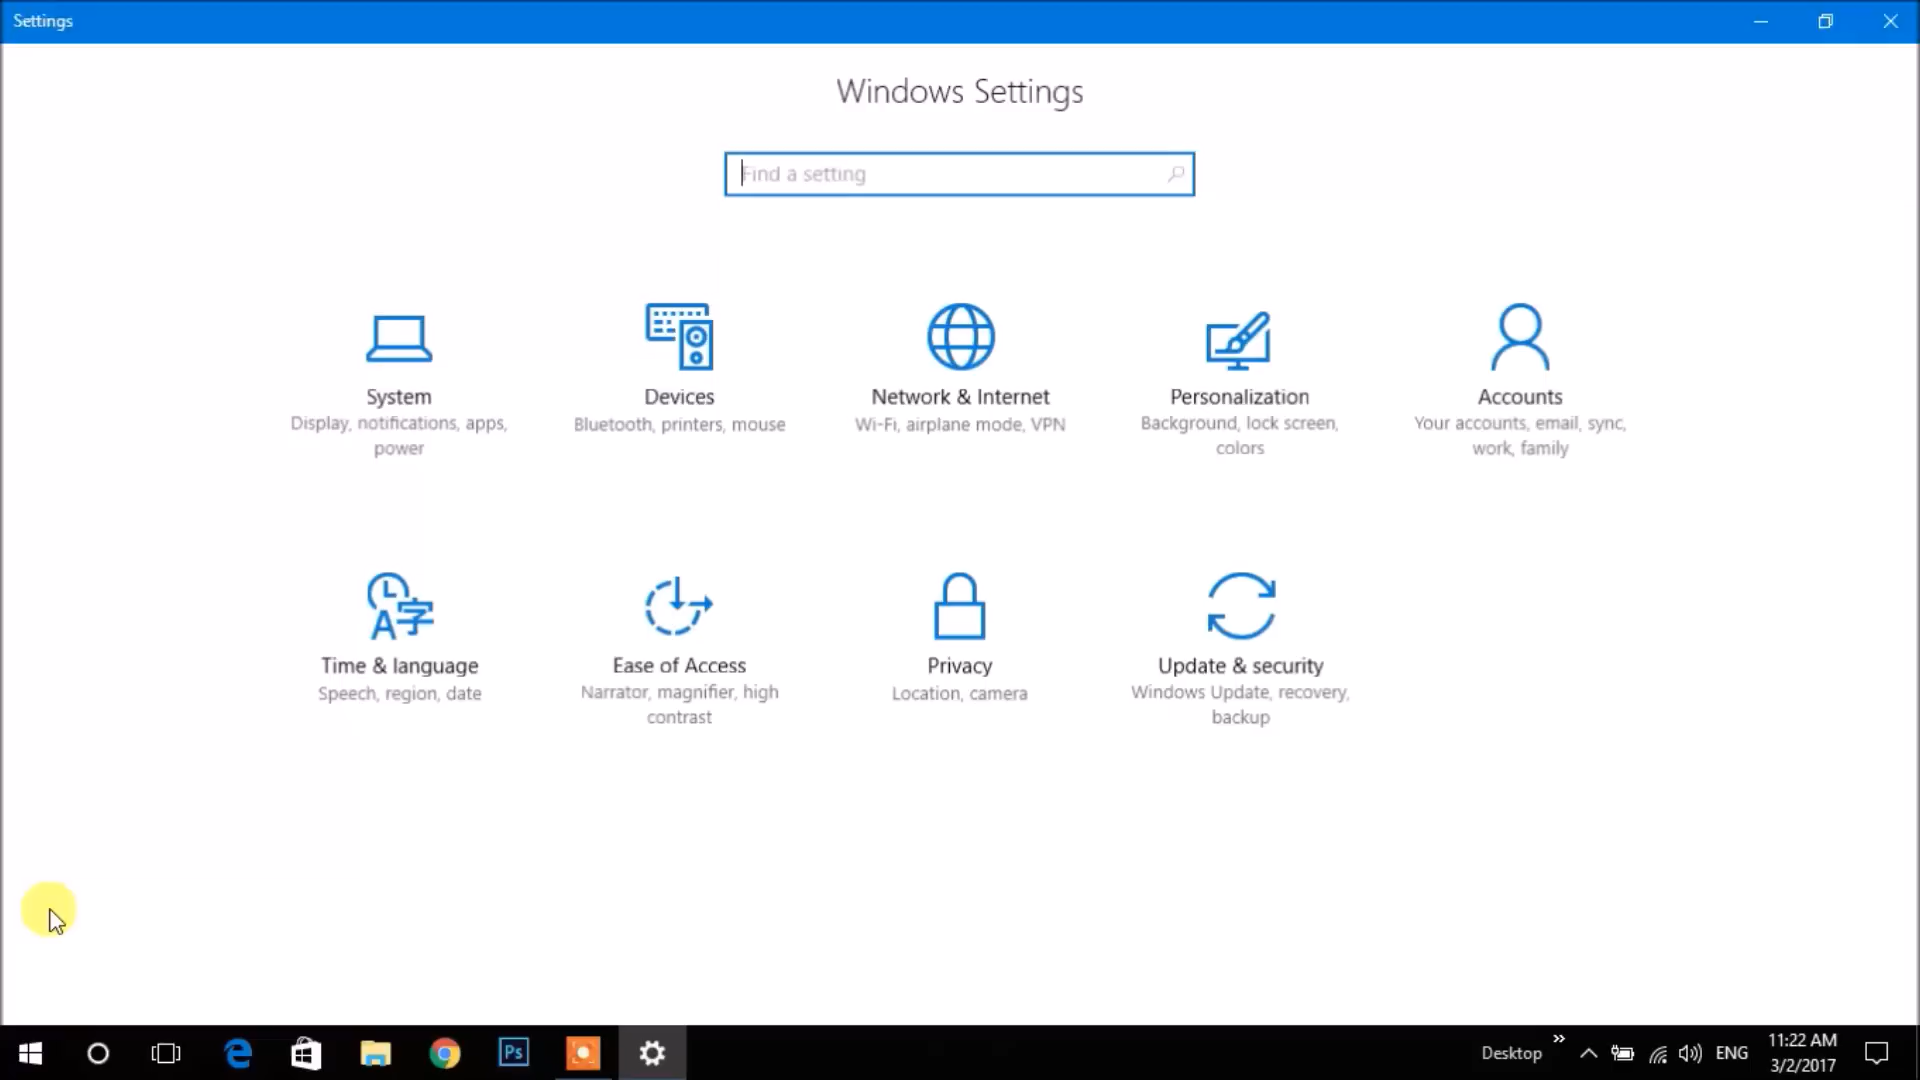 Settings
Windows Settings
Find a setting
System
Display, notifications, apps,
power
Devices
Bluetooth, printers, mouse
Network & Internet
Wi-Fi, airplane mode, VPN
Personalization
Background, lock screen,
colors
Accounts
Your accounts, email, sync,
work, family
A字
Time & language
Speech, region, date
Ease of Access
Narrator, magnifier, high
contrast
Privacy
Location, camera
Update & security
Windows Update, recovery,
backup
Ps
Desktop
ENG
11:22 AM
3/2/2017